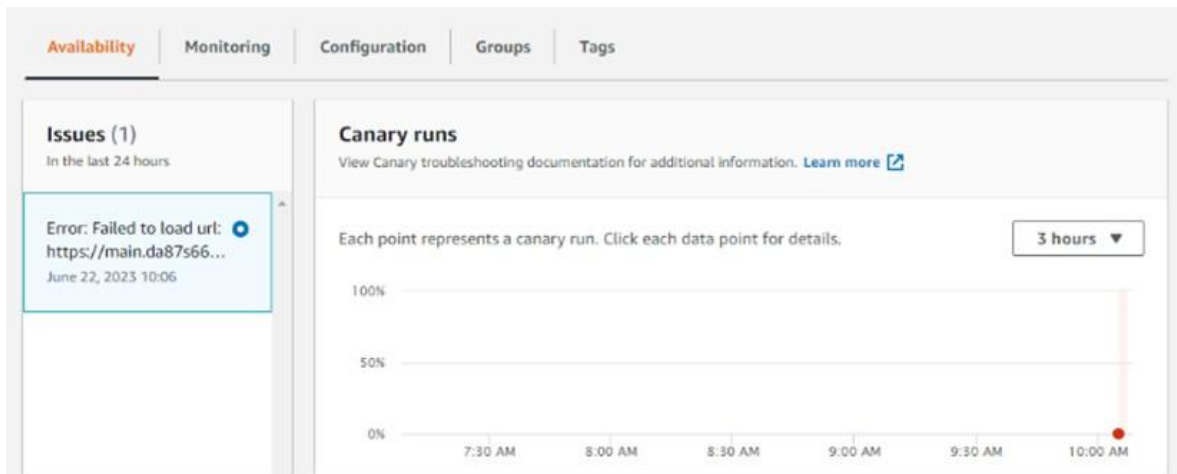 Availability
Monitoring
Configuration
Groups
Tags
Issues (1)
In the last 24 hours
Error: Failed to load url:
https://main.da87s66...
June 22, 2023 10:06
Canary runs
View Canary troubleshooting documentation for additional information. Learn more
Each point represents a canary run. Click each data point for details.
3 hours
100%
50%
0%
7:30 AM
8:00 AM
8:30 AM
9:00 AM
9:30 AM
10:00 AM